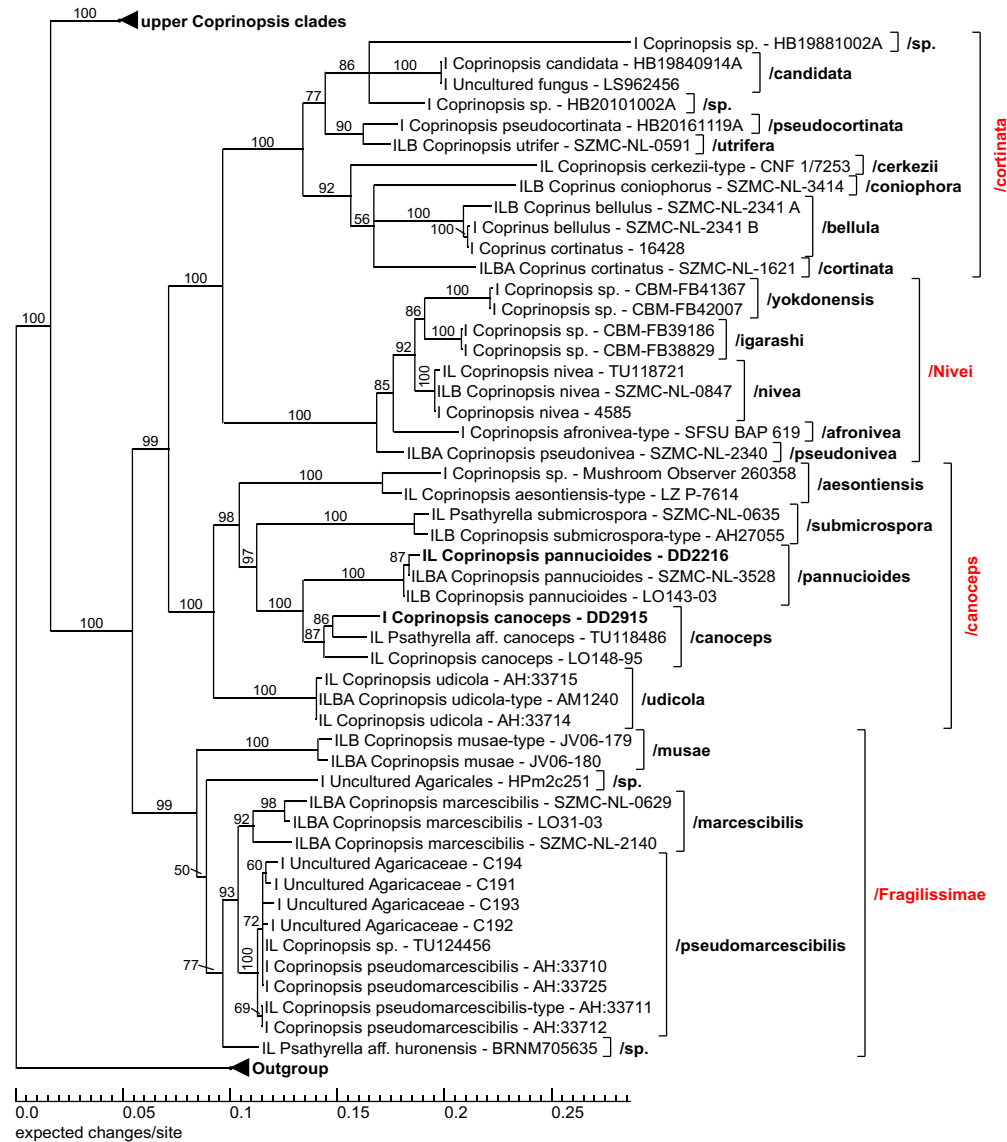 100 upper Coprinopsis clades
I Coprinopsis sp. - HB19881002A /sp.
86 100 I Coprinopsis candidata - HB19840914A
/candidata
I Uncultured fungus - LS962456
77 I Coprinopsis sp. - HB20101002A /sp.
90 I Coprinopsis pseudocortinata - HB20161119A /pseudocortinata
100 ILB Coprinopsis utrifer - SZMC-NL-0591 /utrifera
/cortinata
IL Coprinopsis cerkezii-type - CNF 1/7253 /cerkezii
92 ILB Coprinus coniophorus - SZMC-NL-3414 /coniophora
56 100 ILB Coprinus bellulus - SZMC-NL-2341 A
100 I Coprinus bellulus - SZMC-NL-2341 B /bellula
I Coprinus cortinatus - 16428
ILBA Coprinus cortinatus - SZMC-NL-1621 /cortinata
100 100 I Coprinopsis sp. - CBM-FB41367
/yokdonensis
86 I Coprinopsis sp. - CBM-FB42007
100 100 I Coprinopsis sp. - CBM-FB39186
/igarashi
92 I Coprinopsis sp. - CBM-FB38829
100 IL Coprinopsis nivea - TU118721
/Nivei
85 ILB Coprinopsis nivea - SZMC-NL-0847 /nivea
I Coprinopsis nivea - 4585
100 I Coprinopsis afronivea-type - SFSU BAP 619 /afronivea
99 ILBA Coprinopsis pseudonivea - SZMC-NL-2340 /pseudonivea
100 I Coprinopsis sp. - Mushroom Observer 260358
/aesontiensis
IL Coprinopsis aesontiensis-type - LZ P-7614
98 100 IL Psathyrella submicrospora - SZMC-NL-0635
/submicrospora
ILB Coprinopsis submicrospora-type - AH27055
97 87 IL Coprinopsis pannucioides - DD2216
100 ILBA Coprinopsis pannucioides - SZMC-NL-3528 /pannucioides
ILB Coprinopsis pannucioides - LO143-03
100 100 86 I Coprinopsis canoceps - DD2915
/canoceps
100 87 IL Psathyrella aff. canoceps - TU118486 /canoceps
IL Coprinopsis canoceps - LO148-95
100 IL Coprinopsis udicola - AH:33715
ILBA Coprinopsis udicola-type - AM1240 /udicola
IL Coprinopsis udicola - AH:33714
100 ILB Coprinopsis musae-type - JV06-179
/musae
ILBA Coprinopsis musae - JV06-180
I Uncultured Agaricales - HPm2c251 /sp.
99 98 ILBA Coprinopsis marcescibilis - SZMC-NL-0629
92 ILBA Coprinopsis marcescibilis - LO31-03 /marcescibilis
ILBA Coprinopsis marcescibilis - SZMC-NL-2140
50 60 I Uncultured Agaricaceae - C194
93 I Uncultured Agaricaceae - C191
/Fragilissimae
I Uncultured Agaricaceae - C193
72 I Uncultured Agaricaceae - C192
IL Coprinopsis sp. - TU124456 /pseudomarcescibilis
77 100 I Coprinopsis pseudomarcescibilis - AH:33710
I Coprinopsis pseudomarcescibilis - AH:33725
69 IL Coprinopsis pseudomarcescibilis-type - AH:33711
I Coprinopsis pseudomarcescibilis - AH:33712
IL Psathyrella aff. huronensis - BRNM705635 /sp.
Outgroup
0.0 0.05 0.1 0.15 0.2 0.25
expected changes/site